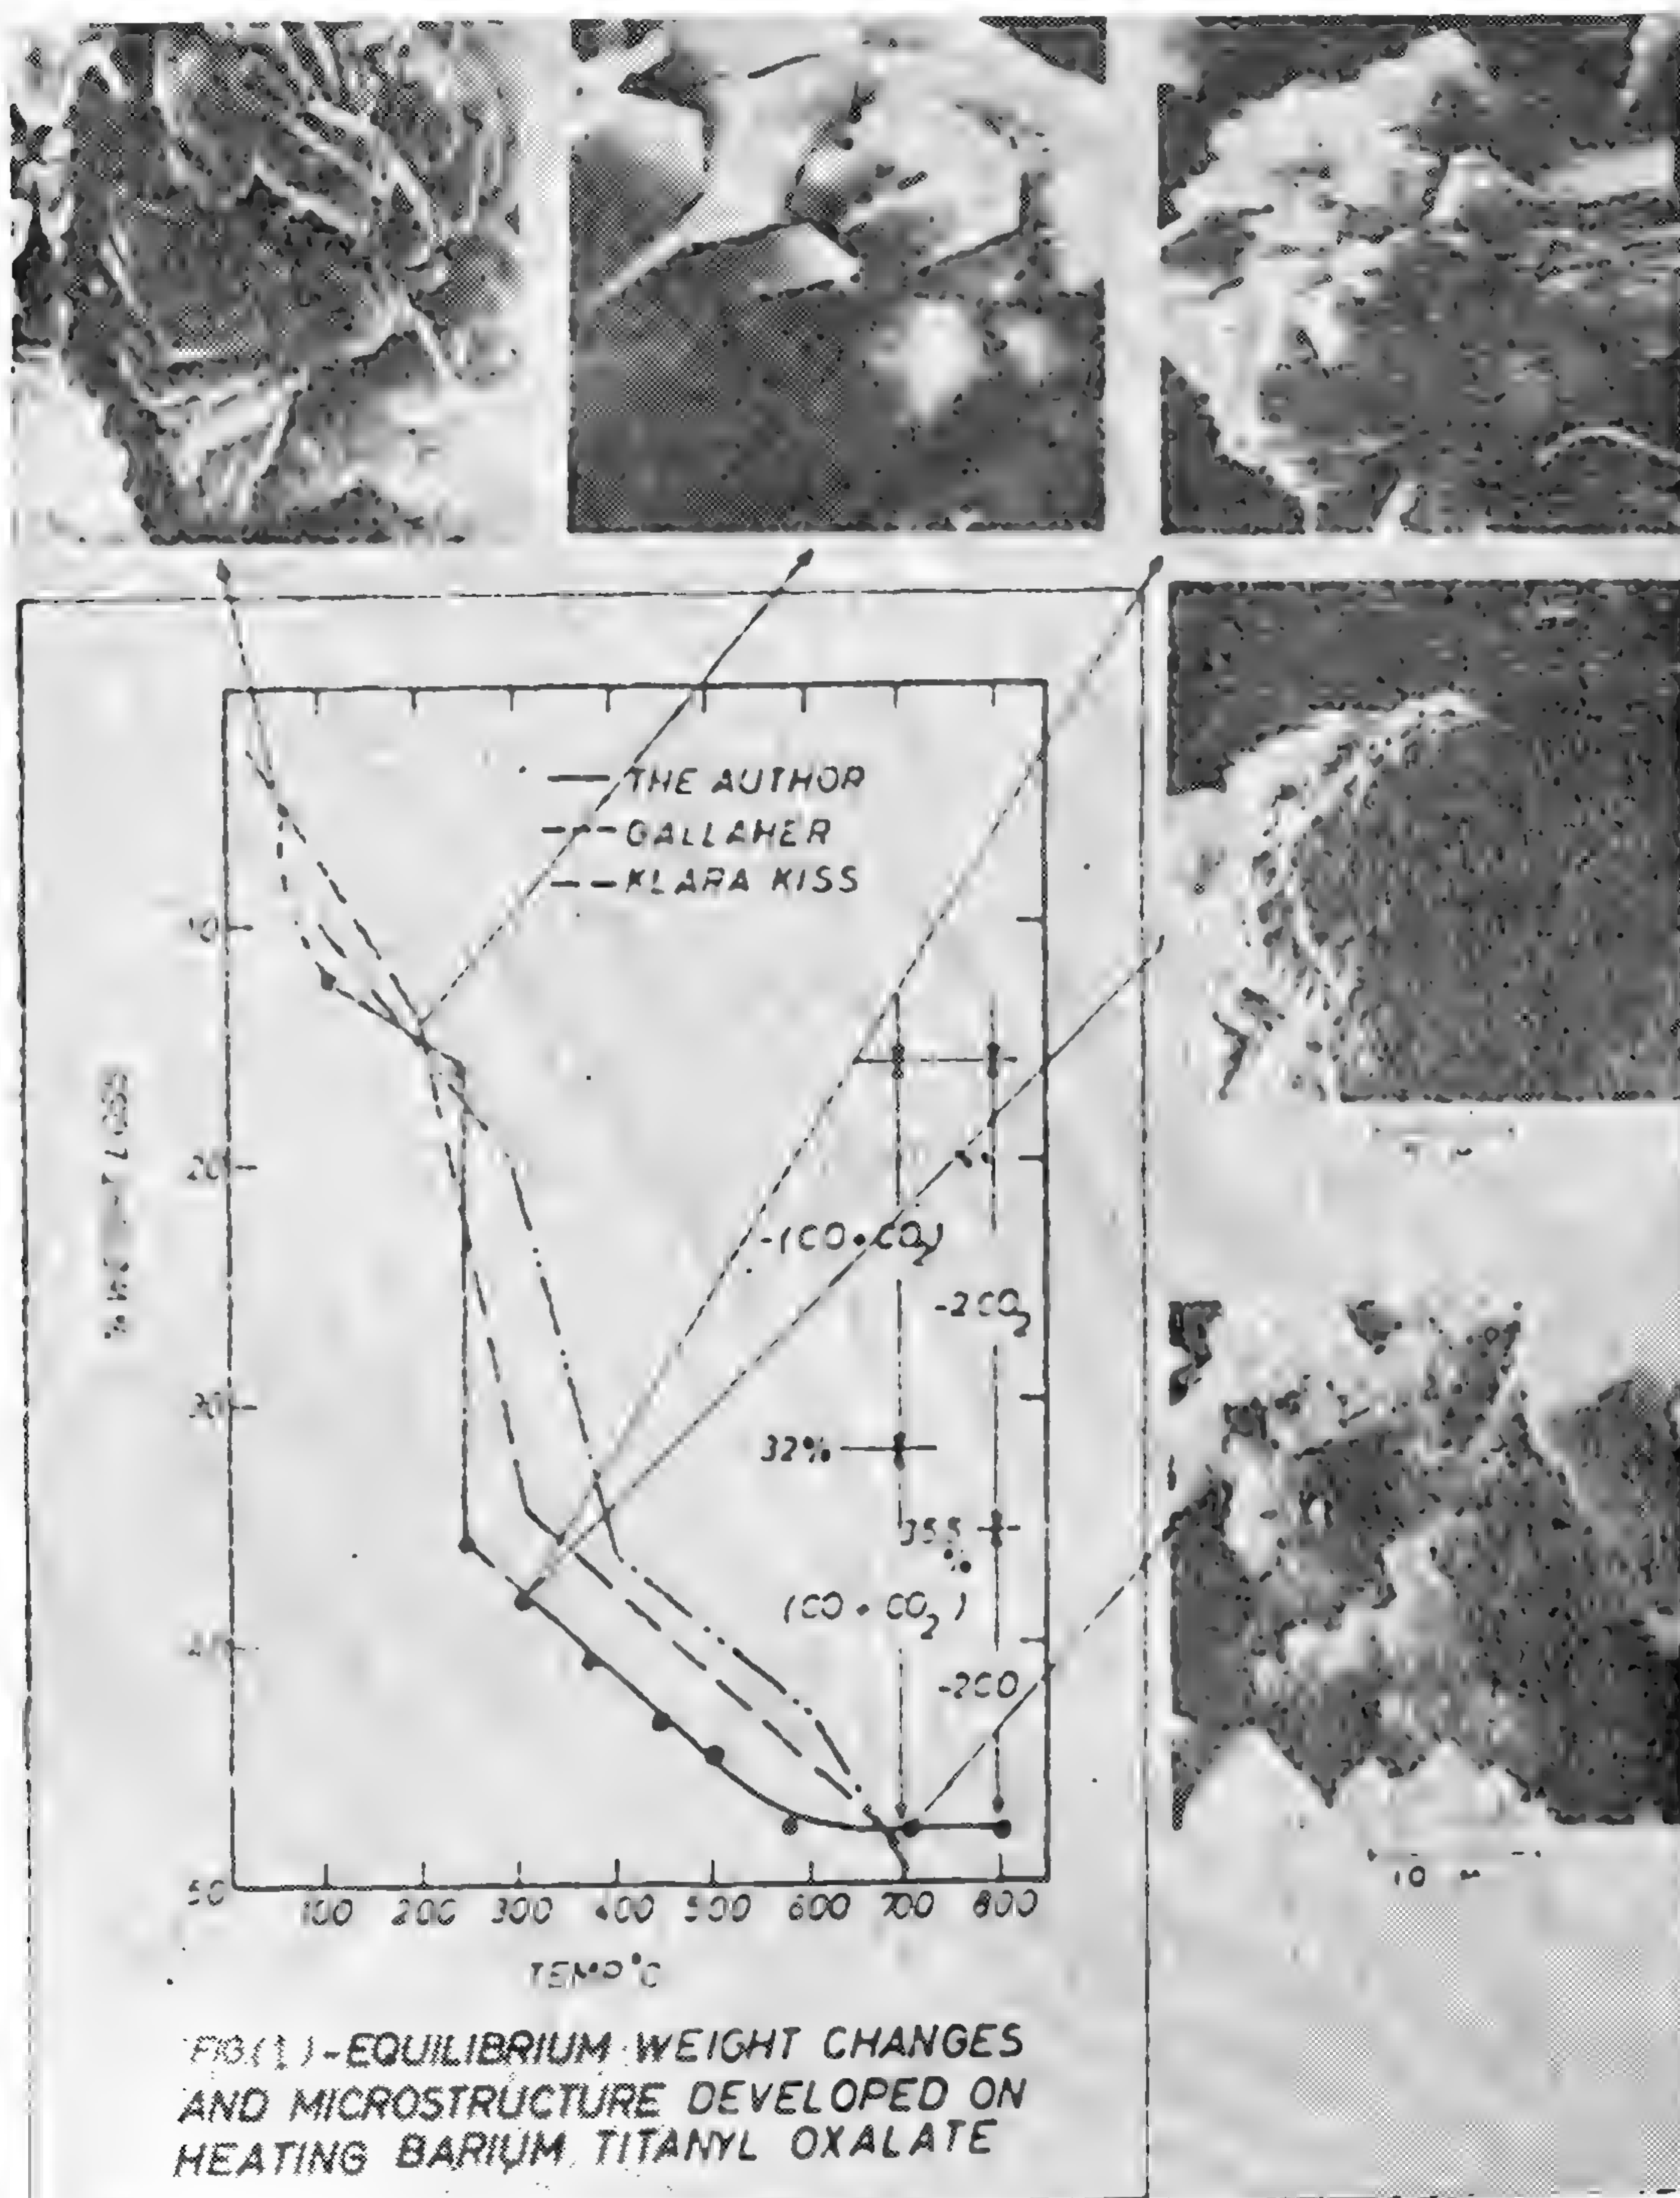 — THE AUTHOR
--- GALLAHER
-- KLARA KISS
10
20
30
40
50
-(CO•CO2)
-2CO2
32%
355
%
(CO • CO2)
-2CO
100 200 300 400 500 600 700 800
TEMP°C
10
FIG.(1)-EQUILIBRIUM WEIGHT CHANGES
AND MICROSTRUCTURE DEVELOPED ON
HEATING BARIUM TITANYL OXALATE